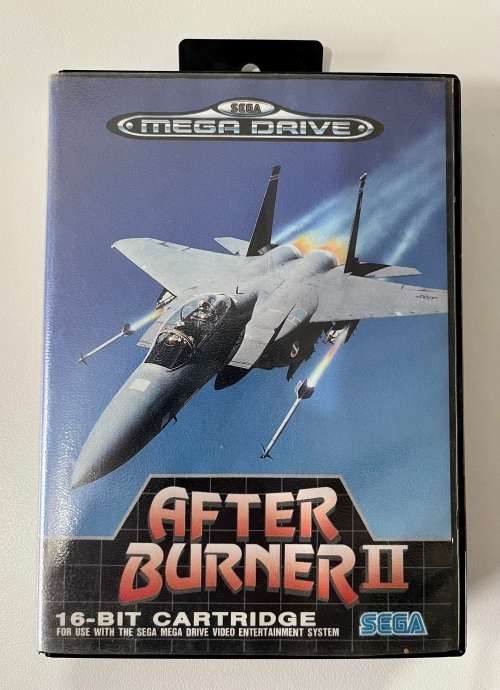 SEGA
MEGA DRIVE
AFTER
BURNER II
16-BIT CARTRIDGE
FOR USE WITH THE SEGA MEGA DRIVE VIDEO ENTERTAINMENT SYSTEM
SEGA